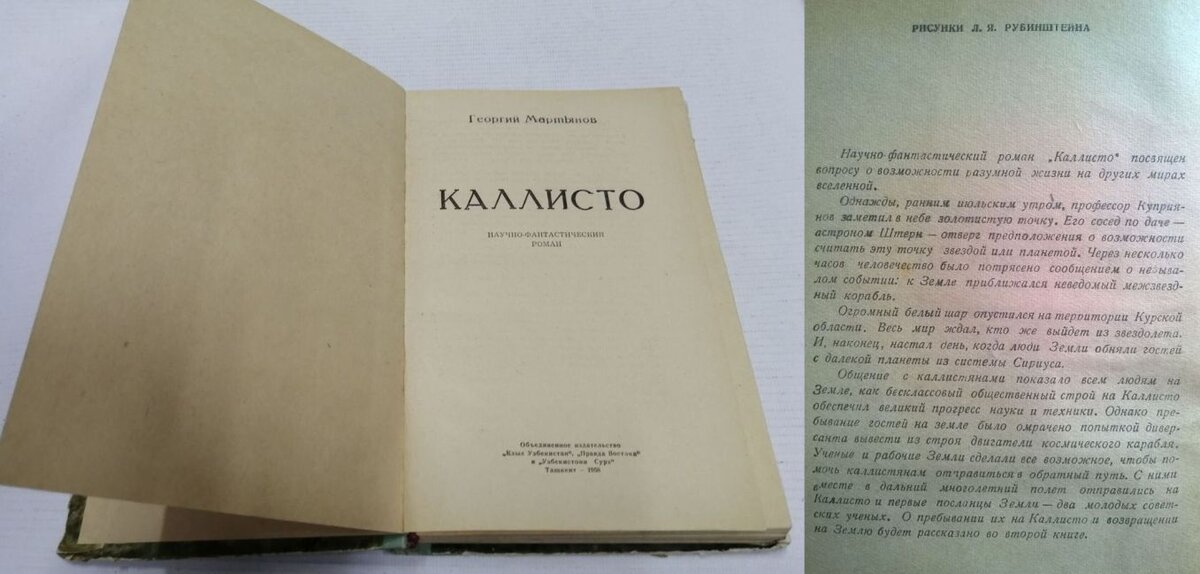 Георгий Мартынов
КАЛЛИСТО
НАУЧНО-ФАНТАСТИЧЕСКИЙ
РОМАН
Объединенное издательство
„Кзыл Узбекистан“, „Правда Востока“
и „Узбекистони Сурх“
Ташкент - 1958
РИСУНКИ Л. Я. РУБИНШТЕЙНА
Научно-фантастический роман „Каллисто“ посвящен
вопросу о возможности разумной жизни на других мирах
вселенной.
Однажды, ранним июльским утром, профессор Куприя-
нов заметил в небе золотистую точку. Его сосед по даче —
астроном Штерн — отверг предположения о возможности
считать эту точку звездой или планетой. Через несколько
часов человечество было потрясено сообщением о небыва-
лом событии: к Земле приближался неведомый межзвезд-
ный корабль.
Огромный белый шар опустился на территории Курской
области. Весь мир ждал, кто же выйдет из звездолета.
И, наконец, настал день, когда люди Земли обняли гостей
с далекой планеты из системы Сириуса.
Общение с каллистянами показало всем людям на
Земле, как бесклассовый общественный строй на Каллисто
обеспечил великий прогресс науки и техники. Однако пре-
бывание гостей на земле было омрачено попыткой дивер-
санта вывести из строя двигатели космического карабля.
Ученые и рабочие Земли сделали все возможное, чтобы по-
мочь каллистянам отправиться в обратный путь. С ними
вместе в дальний многолетний полет отправились на
Каллисто и первые посланцы Земли — два молодых совет-
ских ученых. О пребывании их на Каллисто и возвращении
на Землю будет рассказано во второй книге.